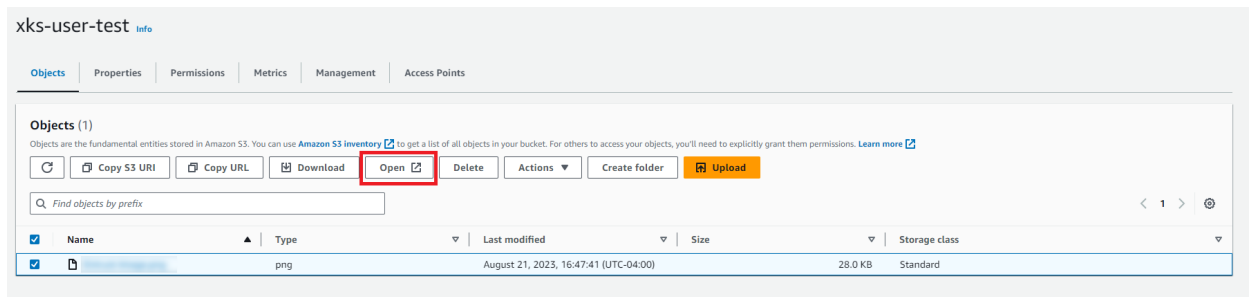 xks-user-test Info
Objects Properties Permissions Metrics Management Access Points
Objects (1)
Objects are the fundamental entities stored in Amazon S3. You can use Amazon S3 inventory to get a list of all objects in your bucket. For others to access your objects, you'll need to explicitly grant them permissions. Learn more
Copy S3 URI Copy URL Download Open Delete Actions Create folder Upload
Find objects by prefix 1
Name Type Last modified Size Storage class
png August 21, 2023, 16:47:41 (UTC-04:00) 28.0 KB Standard